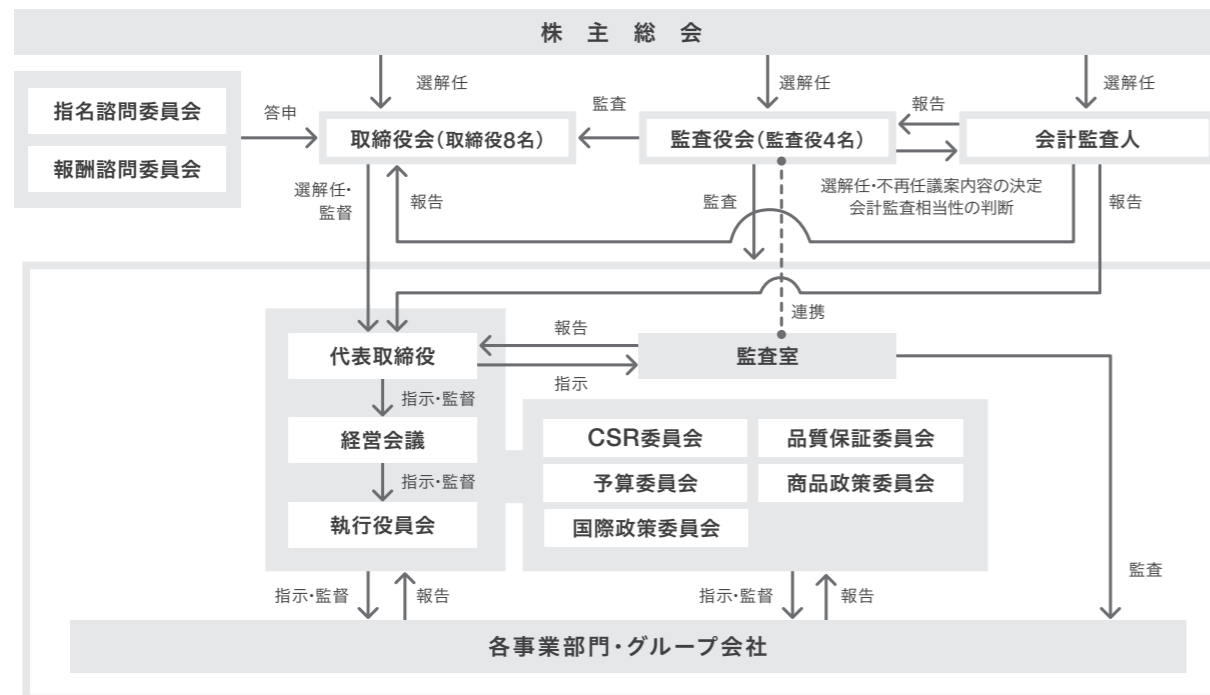 株主総会
選解任
選解任
選解任
指名諮問委員会
報酬諮問委員会
答申
取締役会(取締役8名)
監査
監査役会(監査役4名)
報告
会計監査人
選解任・
監督
報告
監査
選解任・不再任議案内容の決定
会計監査相当性の判断
報告
連携
代表取締役
報告
指示
監査室
指示・監督
経営会議
指示・監督
執行役員会
CSR委員会
品質保証委員会
予算委員会
商品政策委員会
国際政策委員会
監査
指示・監督
報告
指示・監督
報告
各事業部門・グループ会社